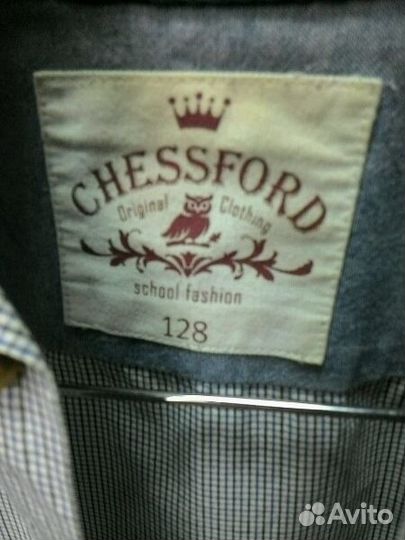 CHESSFORD
Original Clothing
school fashion
128
Avito